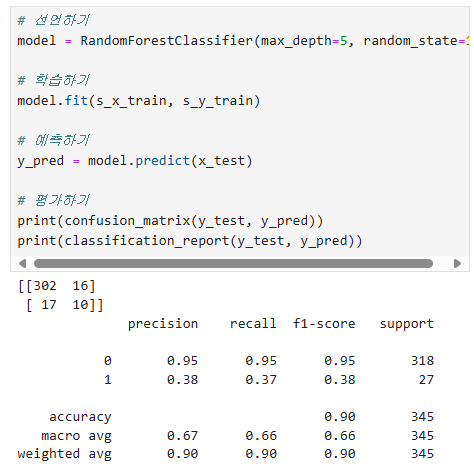 # 선언하기
model = RandomForestClassifier(max_depth=5, random_state=1
# 학습하기
model.fit(s_x_train, s_y_train)
# 예측하기
y_pred = model.predict(x_test)
# 평가하기
print(confusion_matrix(y_test, y_pred))
print(classification_report(y_test, y_pred))
[[302  16]
 [ 17  10]]
              precision    recall  f1-score   support
           0       0.95      0.95      0.95       318
           1       0.38      0.37      0.38        27
    accuracy                           0.90       345
   macro avg       0.67      0.66      0.66       345
weighted avg       0.90      0.90      0.90       345